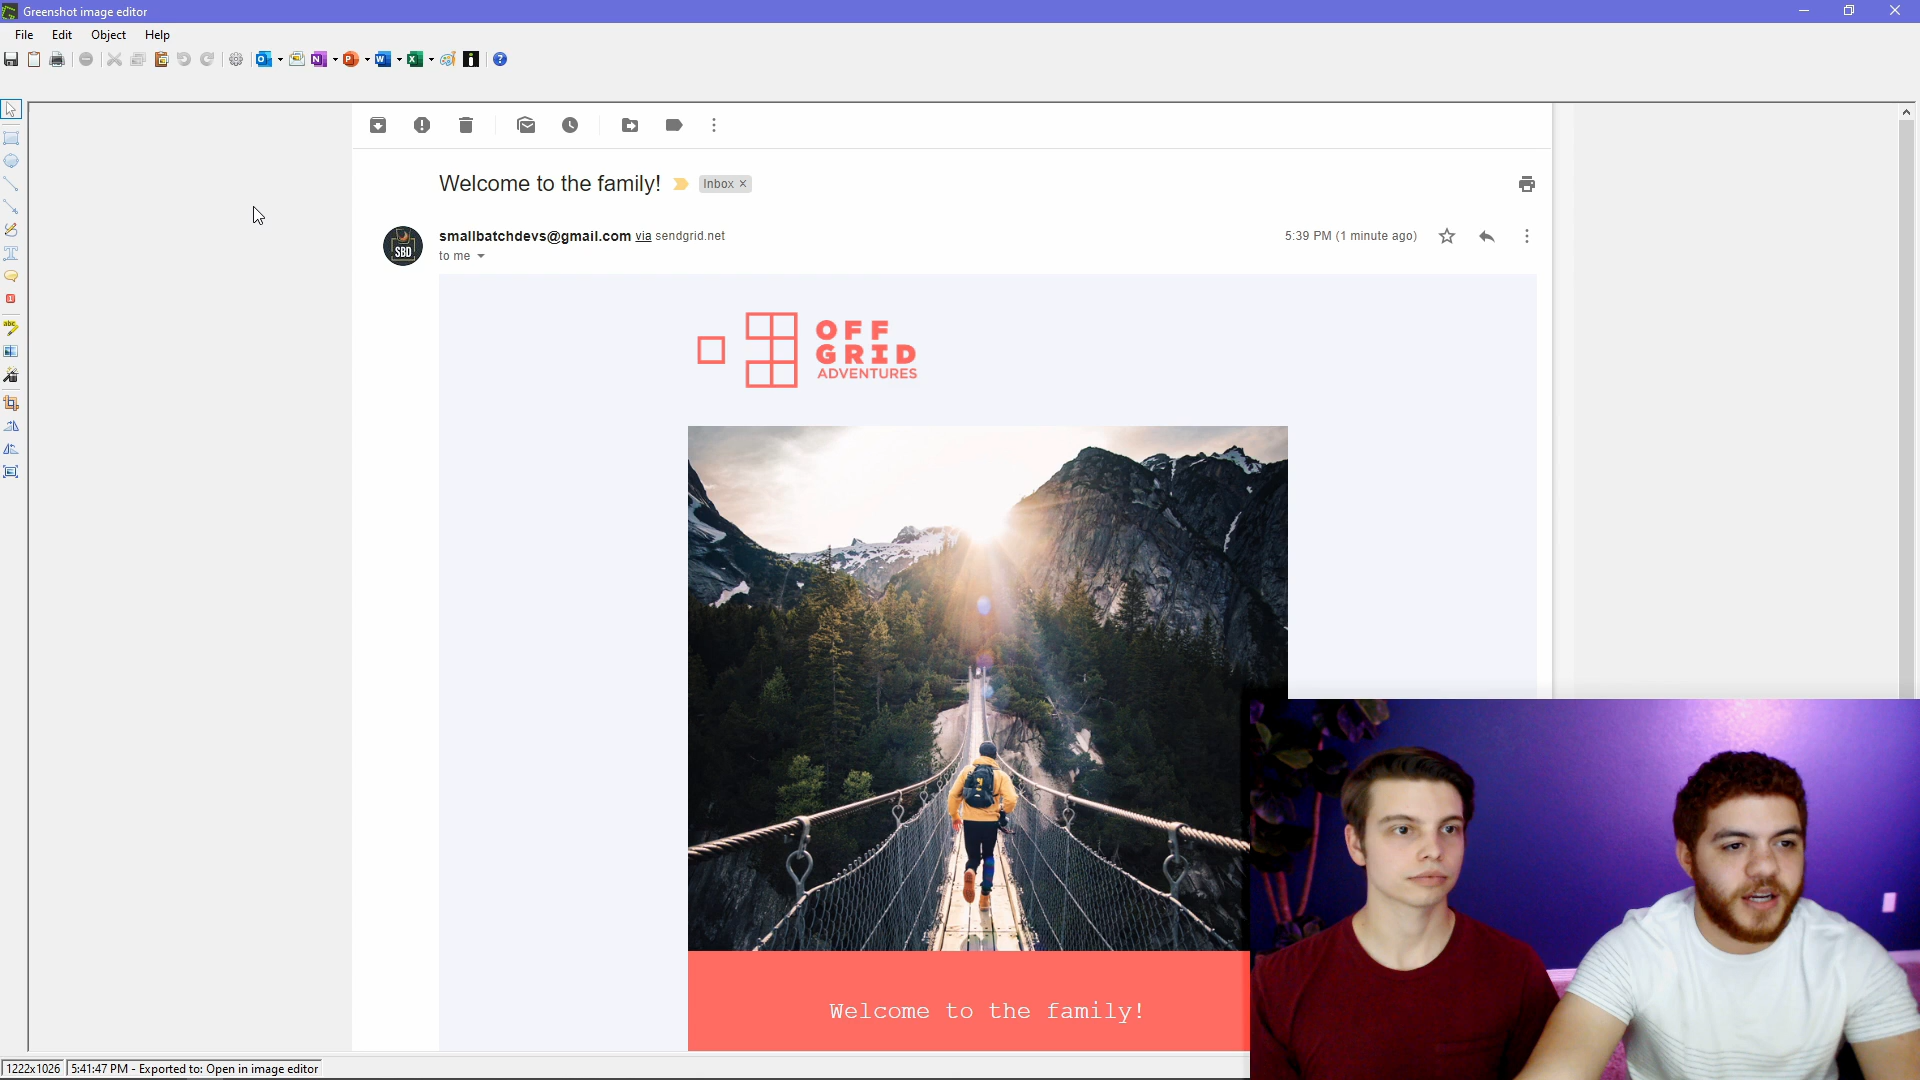 Greenshot image editor
File Edit Object Help
Welcome to the family! Inbox x
SBD
smallbatchdevs@gmail.com via sendgrid.net
5:39 PM (1 minute ago)
to me
OFF
GRID
ADVENTURES
Welcome to the family!
1222x1026 5:41:47 PM - Exported to: Open in image editor